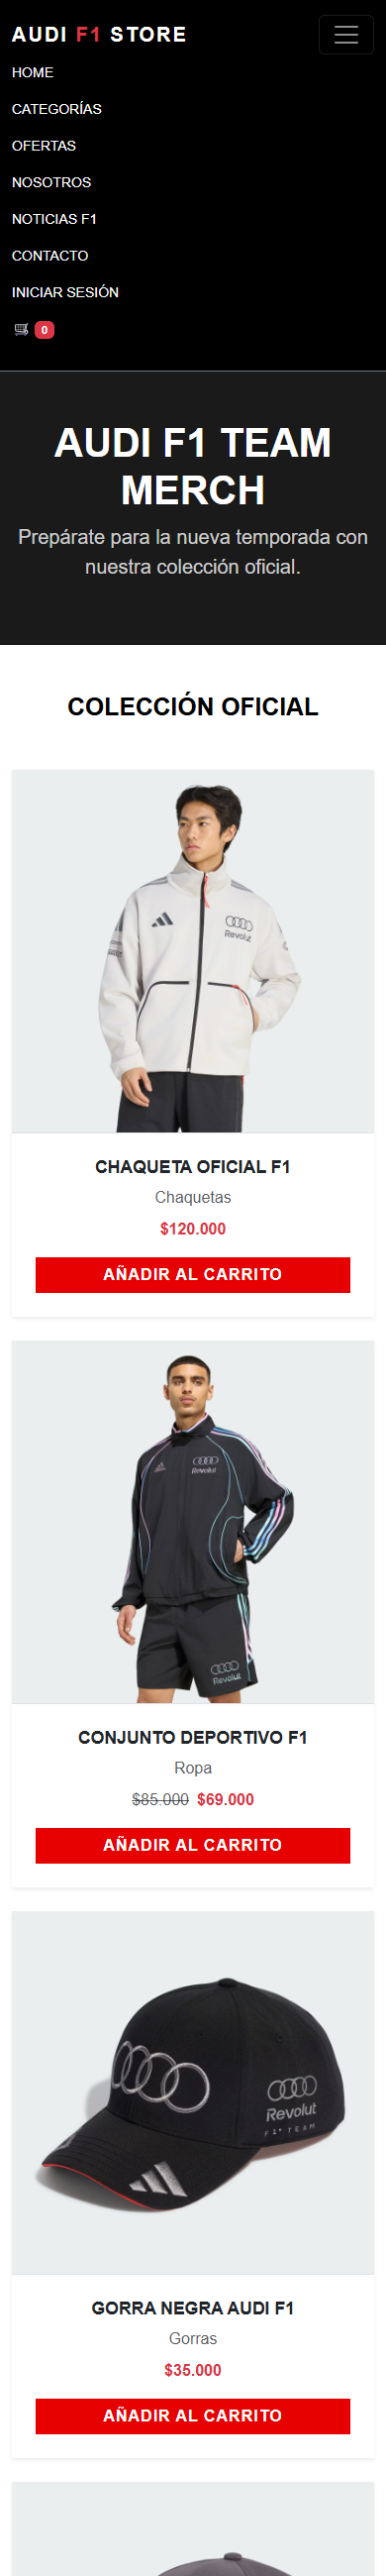 AUDI F1 STORE
HOME
CATEGORÍAS
OFERTAS
NOSOTROS
NOTICIAS F1
CONTACTO
INICIAR SESIÓN
0
AUDI F1 TEAM
MERCH
Prepárate para la nueva temporada con
nuestra colección oficial.
COLECCIÓN OFICIAL
Revolut
CHAQUETA OFICIAL F1
Chaquetas
$120.000
AÑADIR AL CARRITO
Revolut
Revolut
CONJUNTO DEPORTIVO F1
Ropa
$85.000 $69.000
AÑADIR AL CARRITO
Revolut
F1 TEAM
GORRA NEGRA AUDI F1
Gorras
$35.000
AÑADIR AL CARRITO